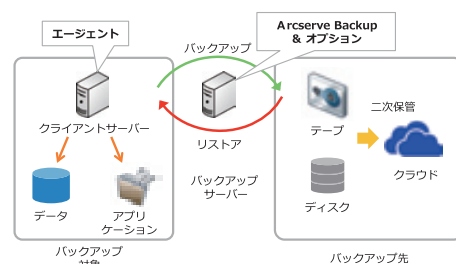 エージェント
Arcserve Backup
& オプション
バックアップ
クライアントサーバー
リストア
テープ
二次保管
クラウド
バックアップ
サーバー
データ
アプリ
ケーション
ディスク
バックアップ
対象
バックアップ先